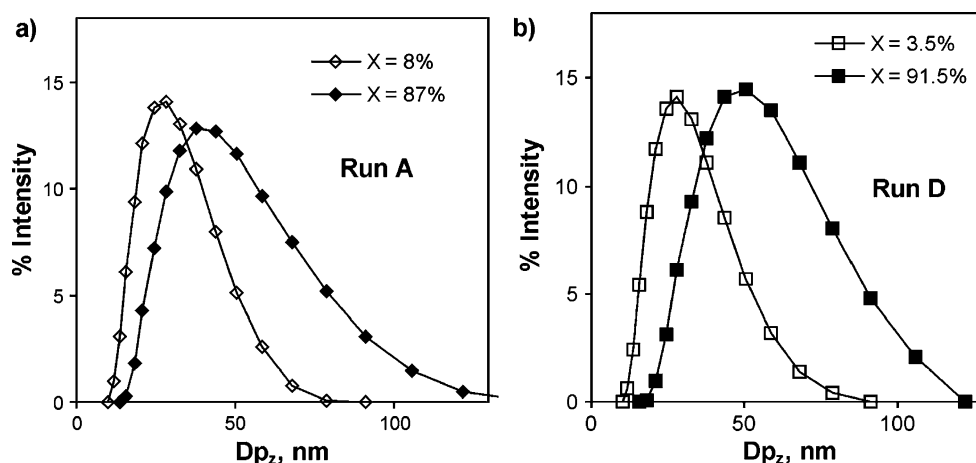 a)
X = 8%
X = 87%
Run A
% Intensity
15
10
5
0
0
50
100
Dpz, nm
b)
X = 3.5%
X = 91.5%
Run D
% Intensity
15
10
5
0
0
50
100
Dpz, nm